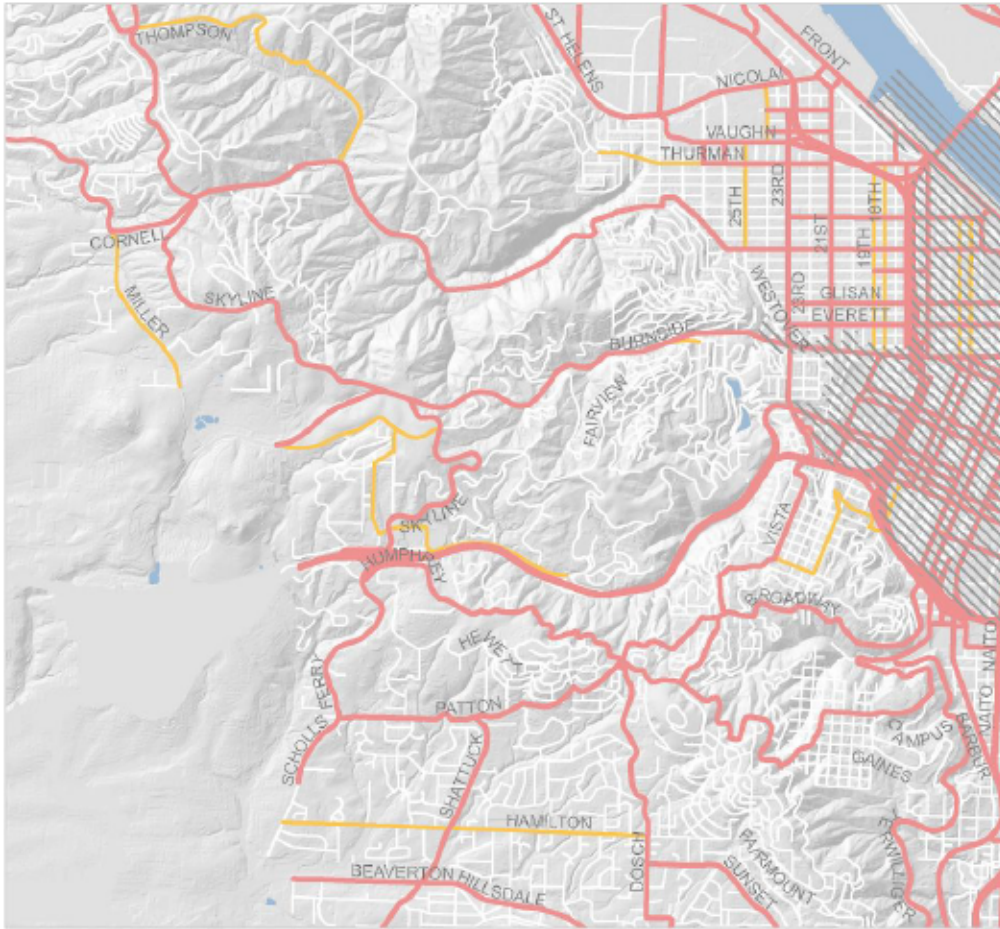 THOMPSON
ST HELENS
FRONT
NICOLAI
VAUGHN
THURMAN
25TH
23RD
18TH
21ST
19TH
CORNELL
SKYLINE
MILLER
WESTOVER
23RD
GLISAN
EVERETT
BURNSIDE
FAIRVIEW
SKYLINE
VISTA
HUMPHREY
BROADWAY
HEWETT
NAITO
SCHOLLS FERRY
PATTON
NAITO
BARBUR
CAMPUS
GAINES
SHATTUCK
HAMILTON
TERWILLIGER
DOSCH
FAIRMOUNT
SUNSET
BEAVERTON HILLSDALE